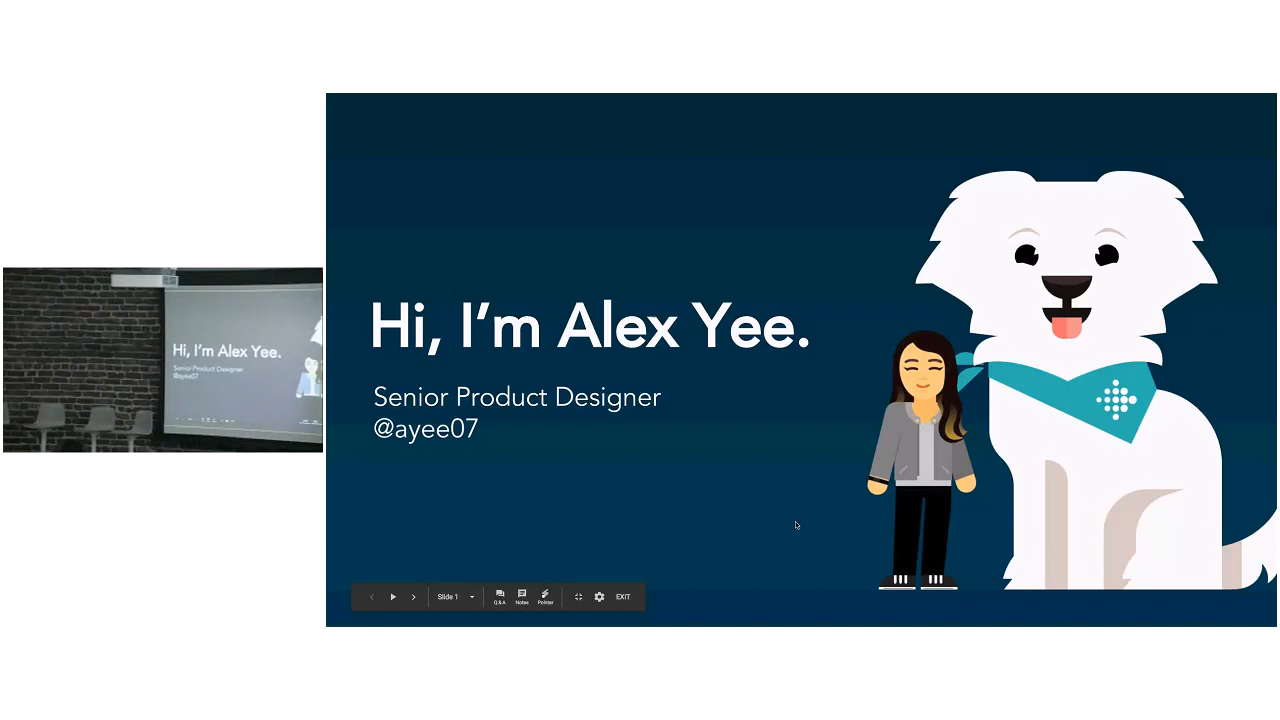 Hi, I'm Alex Yee.
Senior Product Designer
@ayee07
Slide 1
Q&A
Notes
Pointer
EXIT
Hi, I'm Alex Yee.
Senior Product Designer
@ayee07